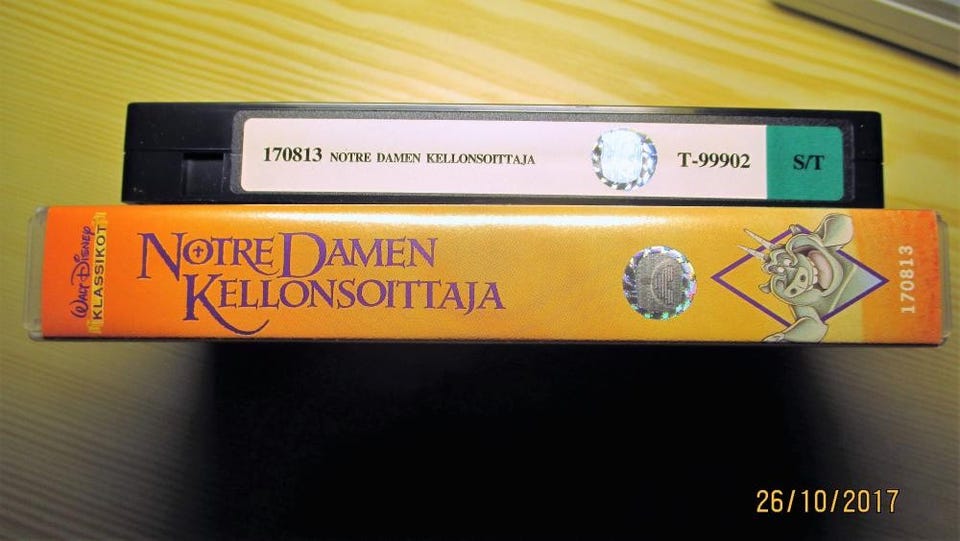 170813 NOTRE DAMEN KELLONSOITTAJA
T-99902
S/T
WALT DISNEY
KLASSIKOT
NOTRE DAMEN
KELLONSOITTAJA
170813
26/10/2017